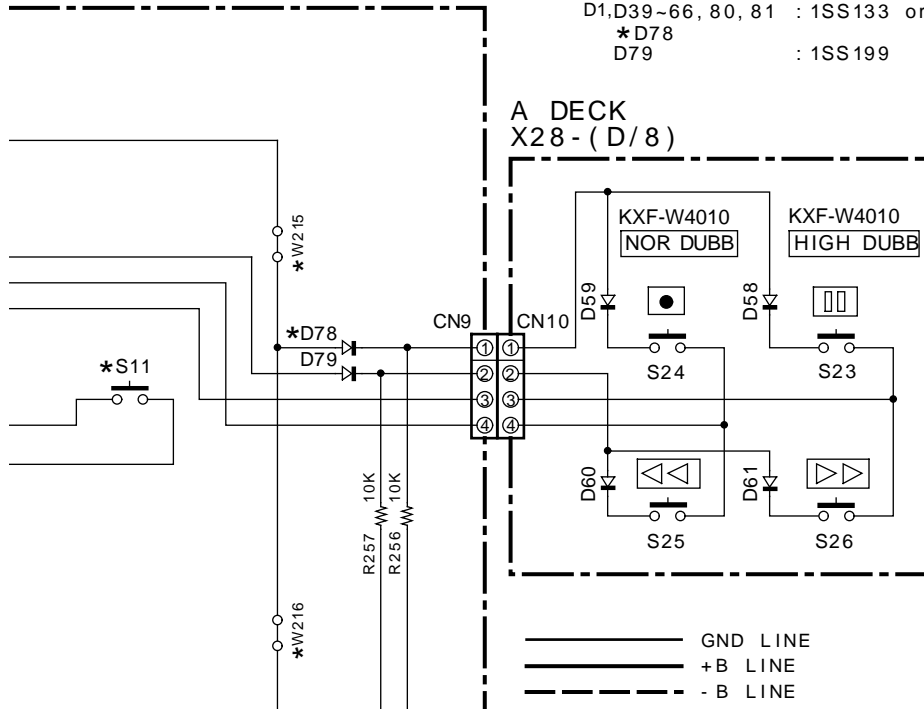 D1,D39~66, 80, 81 : 1SS133 or
*D78
D79 : 1SS199
A DECK
X28-(D/8)
KXF-W4010
NOR DUBB
KXF-W4010
HIGH DUBB
*W215
D59
D58
*D78
D79
CN9
CN10
1
1
2
2
3
3
4
4
S24
S23
*S11
D60
D61
S25
S26
R257 10K
R256 10K
*W216
GND LINE
+B LINE
-B LINE